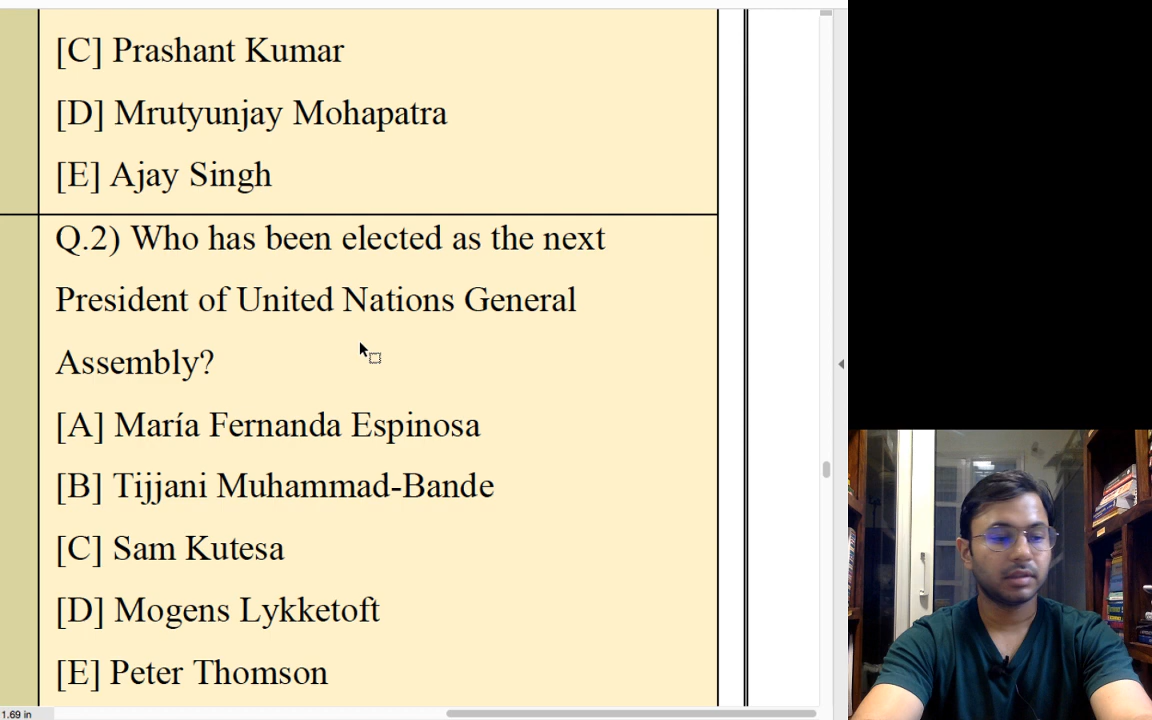 [C] Prashant Kumar
[D] Mrutyunjay Mohapatra
[E] Ajay Singh
Q.2) Who has been elected as the next
President of United Nations General
Assembly?
[A] María Fernanda Espinosa
[B] Tijjani Muhammad-Bande
[C] Sam Kutesa
[D] Mogens Lykketoft
[E] Peter Thomson
1.69 in